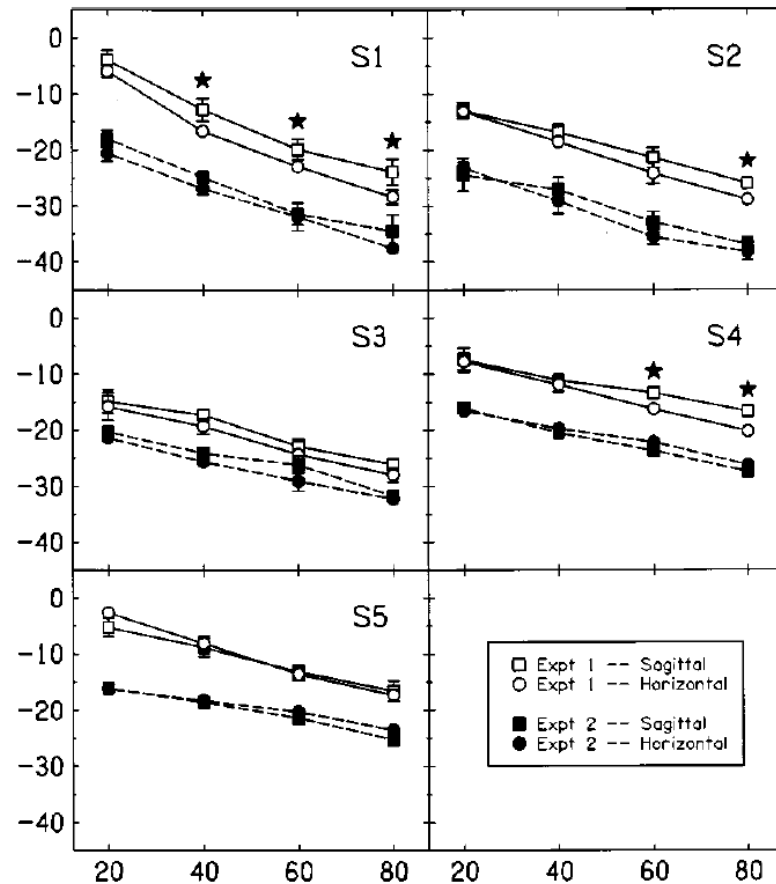 0
-10
-20
-30
-40
S1
S2
0
-10
-20
-30
-40
S3
S4
0
-10
-20
-30
-40
S5
Expt 1 -- Sagittal
Expt 1 -- Horizontal
Expt 2 -- Sagittal
Expt 2 -- Horizontal
20 40 60 80 20 40 60 80